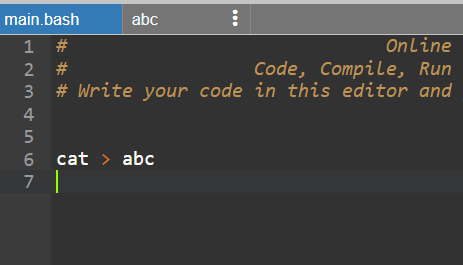 main.bash abc
1 # Online
2 # Code, Compile, Run
3 # Write your code in this editor and
4
5
6 cat > abc
7